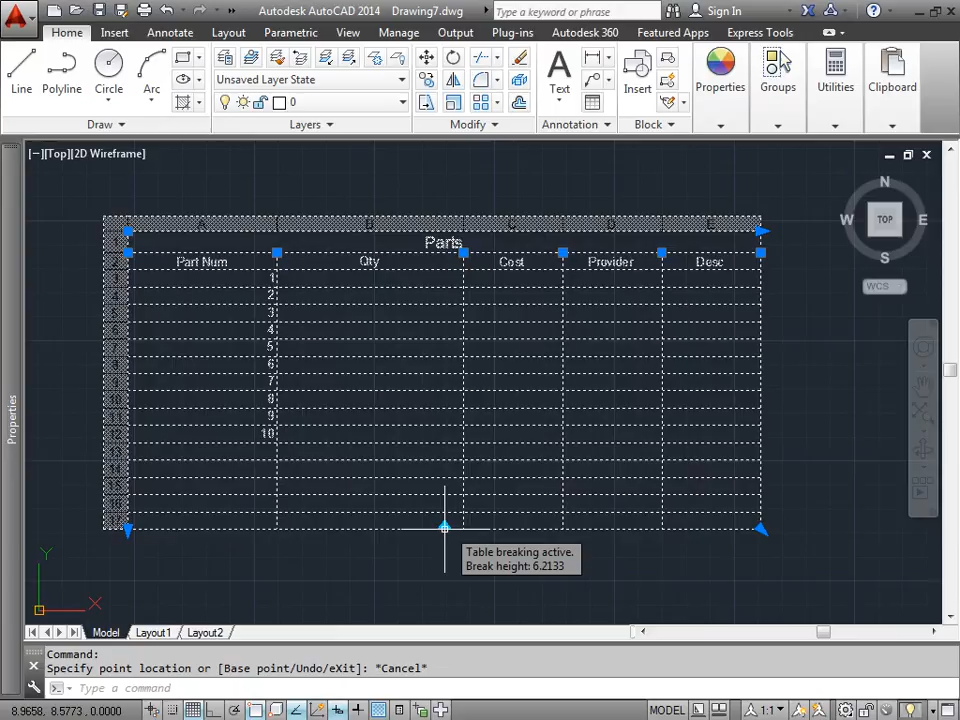 Autodesk AutoCAD 2014 Drawing7.dwg
Type a keyword or phrase
Sign In
Home Insert Annotate Layout Parametric View Manage Output Plug-ins Autodesk 360 Featured Apps Express Tools
Unsaved Layer State
0
Line Polyline Circle Arc Text Insert Properties Groups Utilities Clipboard
Draw Layers Modify Annotation Block
[−][Top][2D Wireframe]
N
W TOP E
S
WCS
A B C D E
Parts
Part Num Qty Cost Provider Desc
1
2
3
4
5
6
7
8
9
10
Table breaking active.
Break height: 6.2133
Properties
Y
X
Model Layout1 Layout2
Command:
Specify point location or [Base point/Undo/eXit]: *Cancel*
Type a command
8.9658, 8.5773, 0.0000
MODEL
1:1